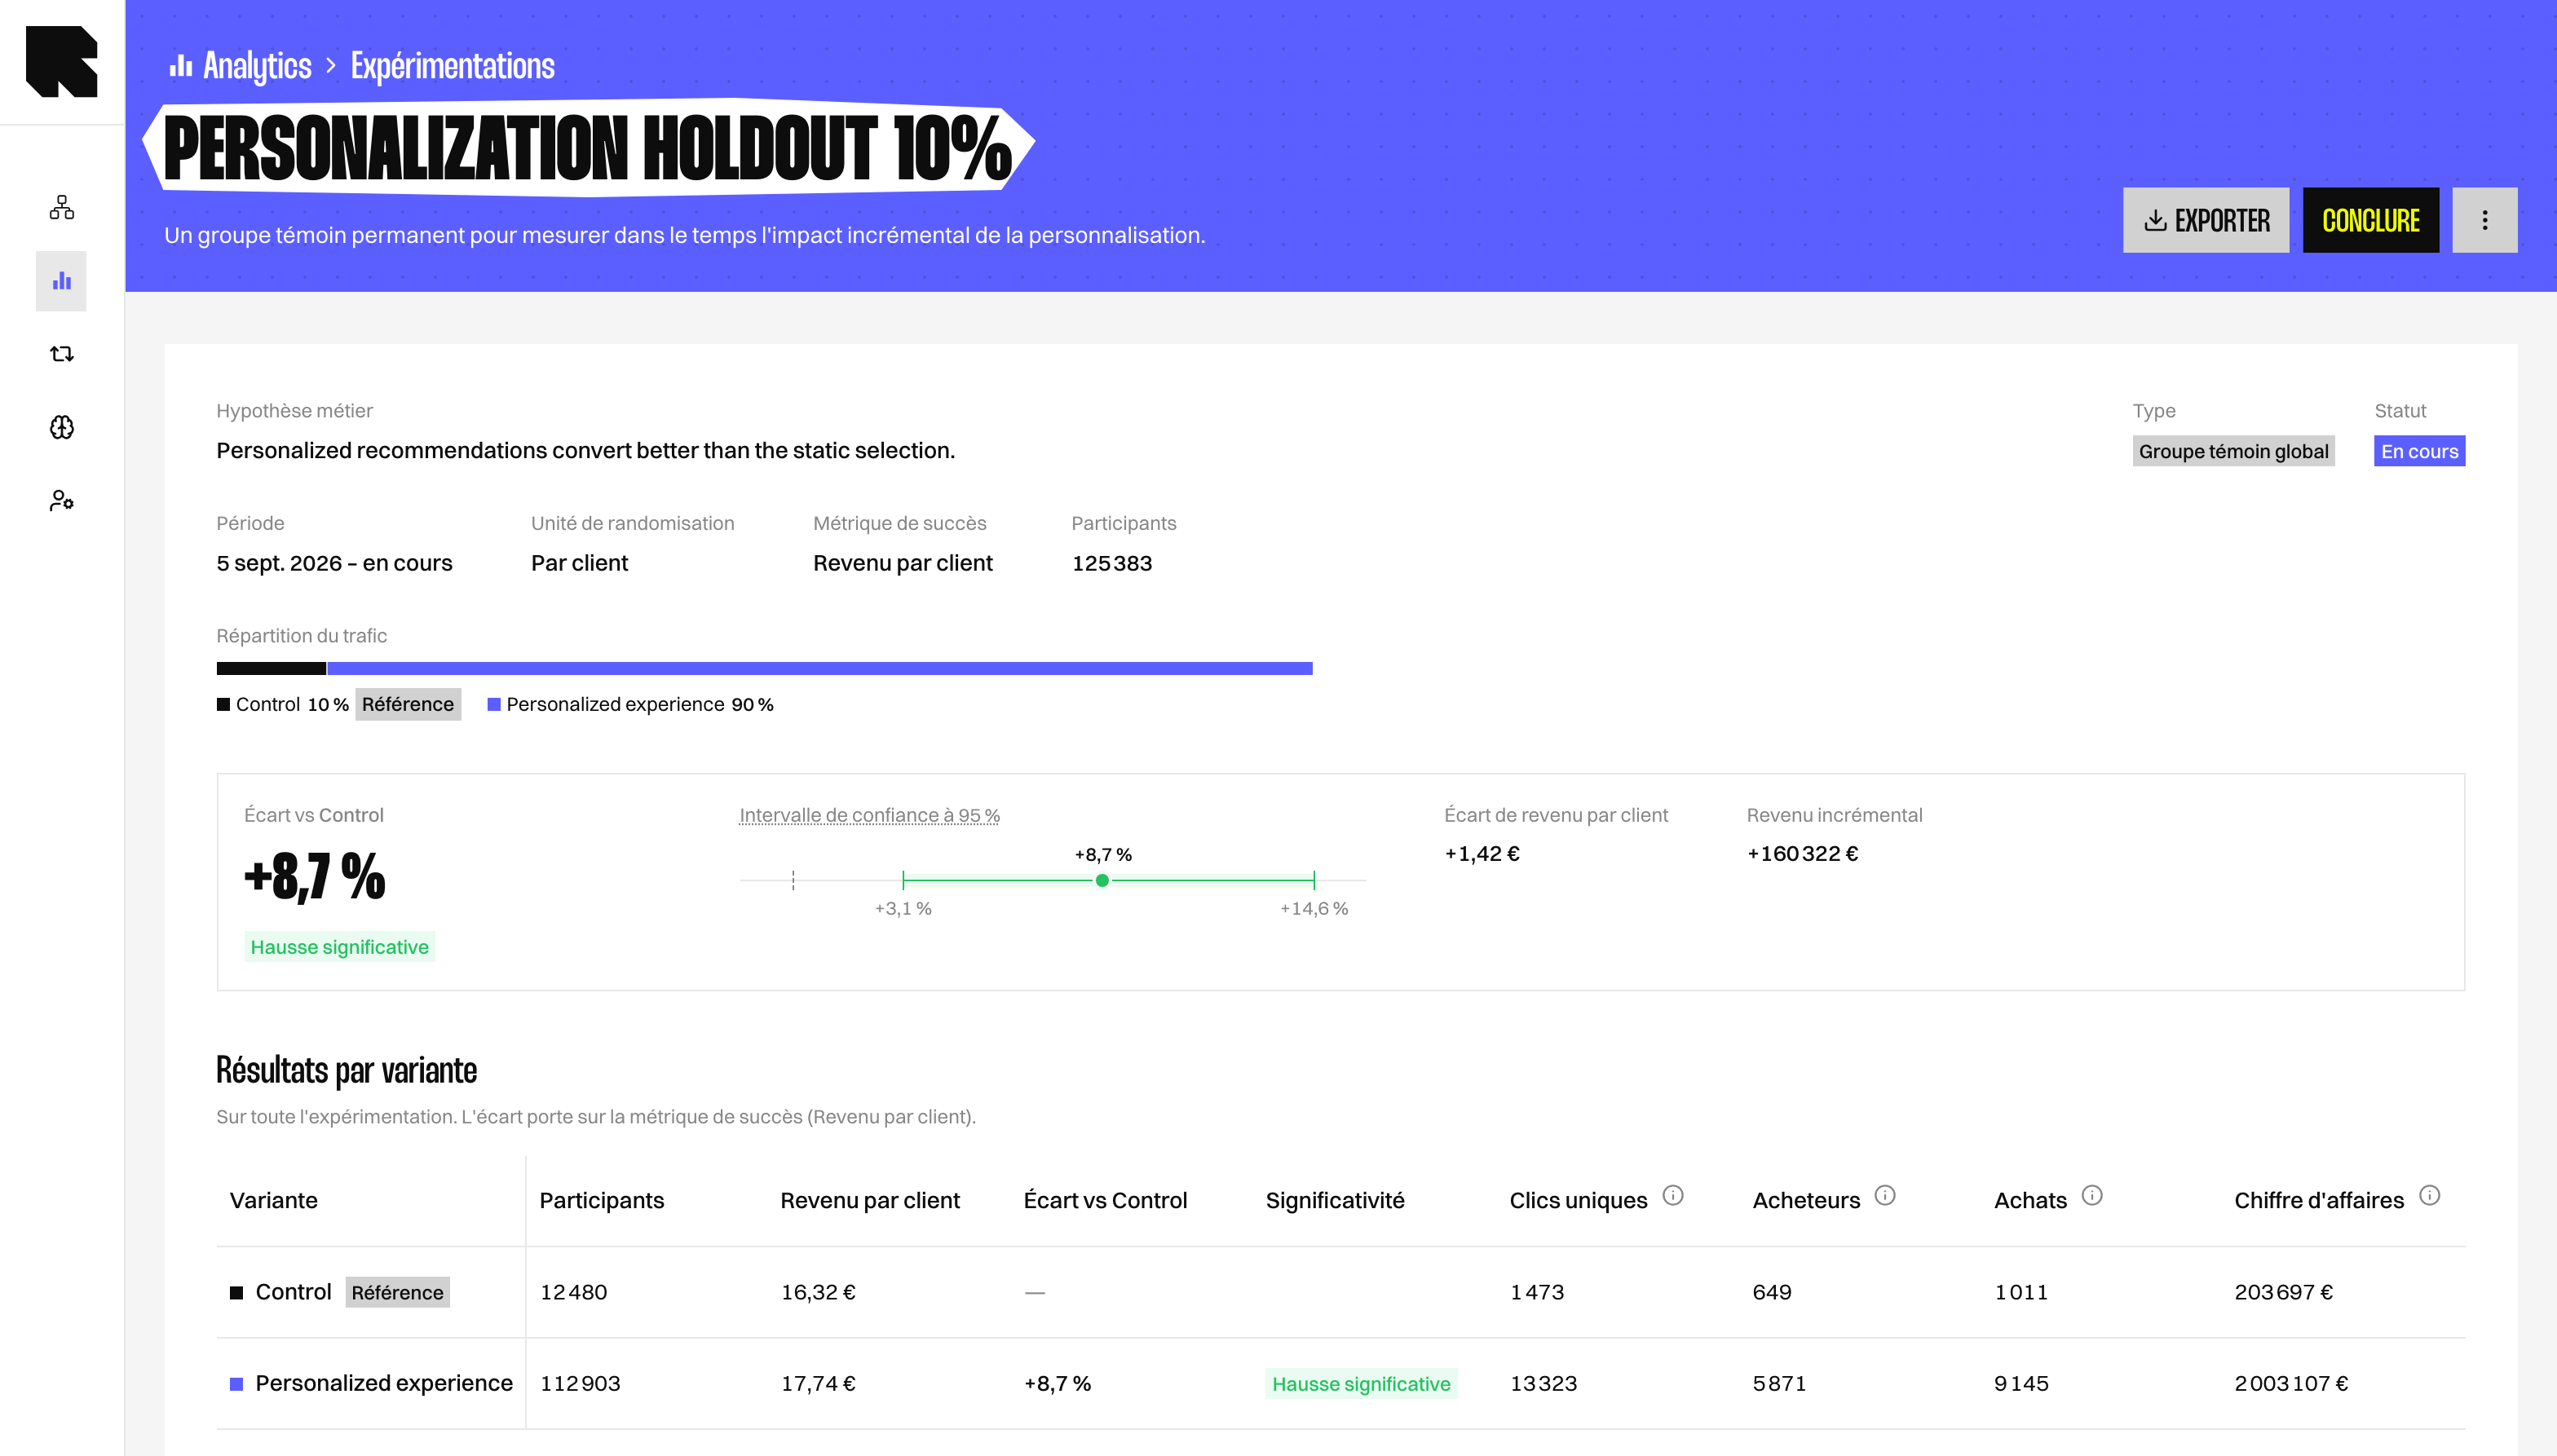 Analytics > Expérimentations
PERSONALIZATION HOLDOUT 10%
Un groupe témoin permanent pour mesurer dans le temps l'impact incrémental de la personnalisation.
EXPORTER CONCLURE
Hypothèse métier Type Statut
Personalized recommendations convert better than the static selection. Groupe témoin global En cours
Période Unité de randomisation Métrique de succès Participants
5 sept. 2026 – en cours Par client Revenu par client 125 383
Répartition du trafic
Control 10 % Référence Personalized experience 90 %
Écart vs Control Intervalle de confiance à 95 % Écart de revenu par client Revenu incrémental
+8,7 % +8,7 % +1,42 € +160 322 €
+3,1 % +14,6 %
Hausse significative
Résultats par variante
Sur toute l'expérimentation. L'écart porte sur la métrique de succès (Revenu par client).
Variante Participants Revenu par client Écart vs Control Significativité Clics uniques Acheteurs Achats Chiffre d'affaires
Control Référence 12 480 16,32 € — 1 473 649 1 011 203 697 €
Personalized experience 112 903 17,74 € +8,7 % Hausse significative 13 323 5 871 9 145 2 003 107 €